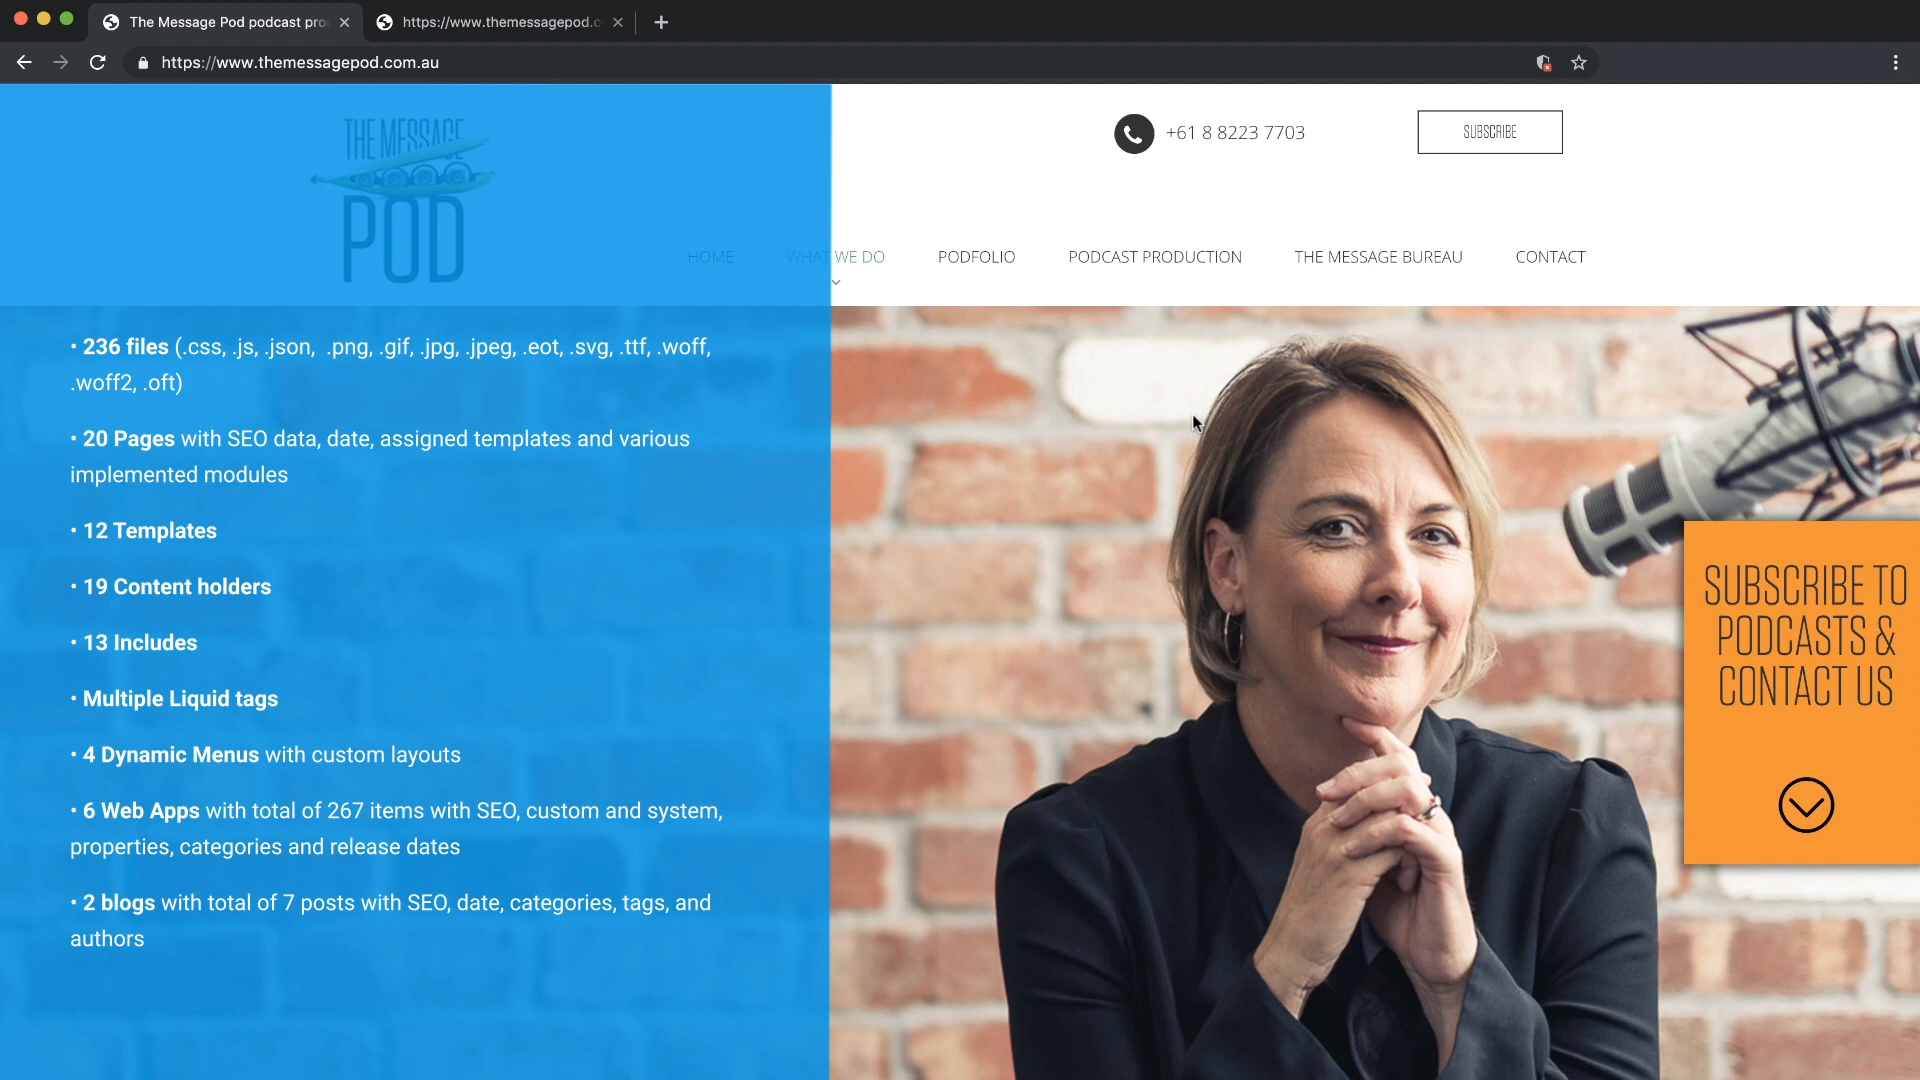 The Message Pod podcast pro
https://www.themessagepod.c
https://www.themessagepod.com.au
THE MESSAGE
POD
+61 8 8223 7703
SUBSCRIBE
HOME
WHAT WE DO
PODFOLIO
PODCAST PRODUCTION
THE MESSAGE BUREAU
CONTACT
• 236 files (.css, .js, .json, .png, .gif, .jpg, .jpeg, .eot, .svg, .ttf, .woff,
.woff2, .oft)
• 20 Pages with SEO data, date, assigned templates and various
implemented modules
• 12 Templates
• 19 Content holders
• 13 Includes
• Multiple Liquid tags
• 4 Dynamic Menus with custom layouts
• 6 Web Apps with total of 267 items with SEO, custom and system,
properties, categories and release dates
• 2 blogs with total of 7 posts with SEO, date, categories, tags, and
authors
SUBSCRIBE TO
PODCASTS &
CONTACT US